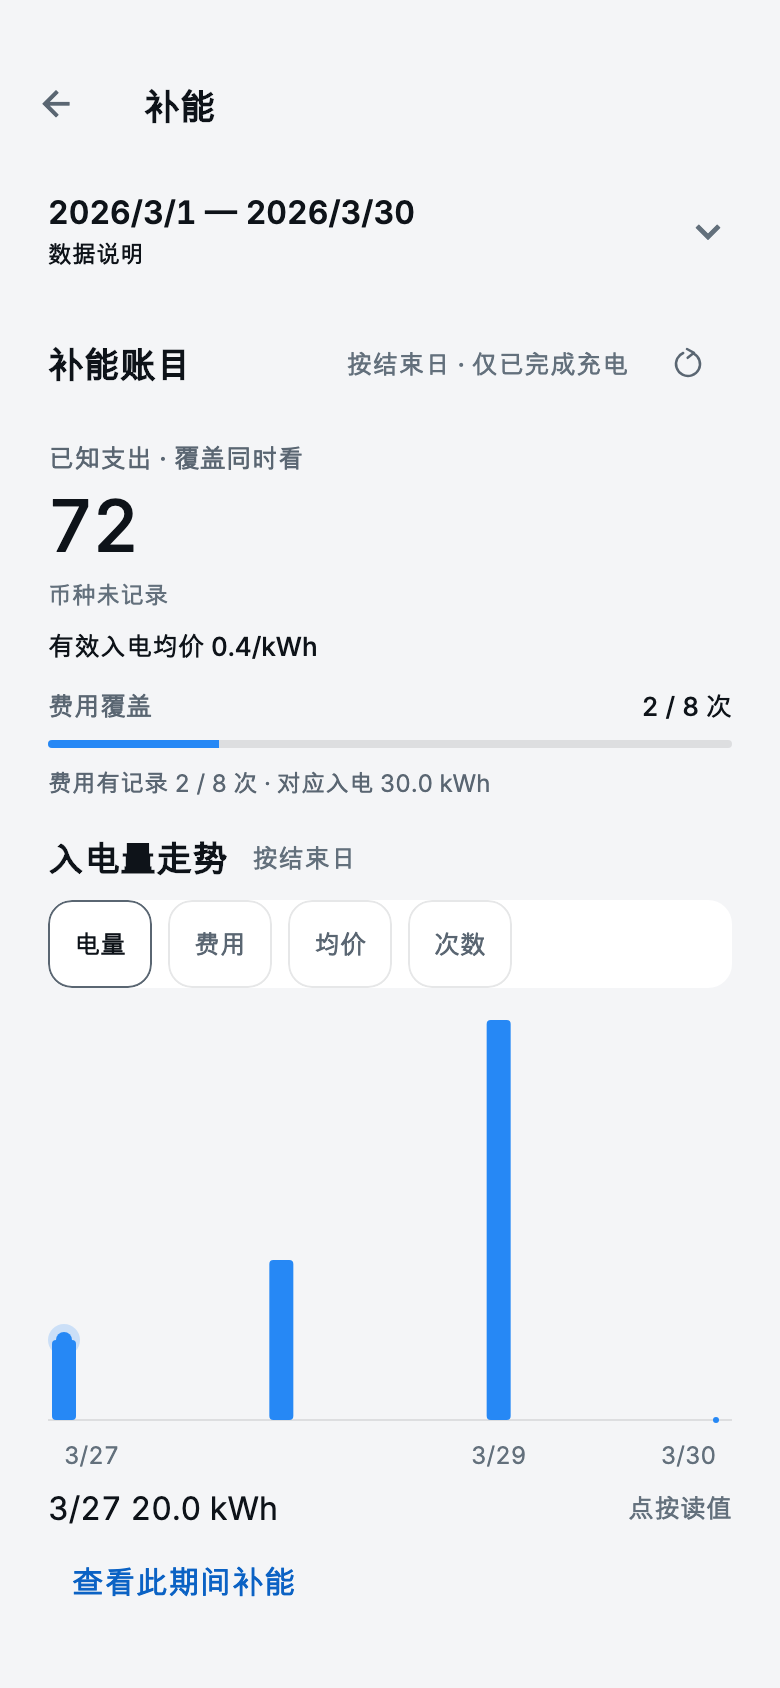 补能
2026/3/1 — 2026/3/30
数据说明
补能账目 按结束日 · 仅已完成充电
已知支出 · 覆盖同时看
72
币种未记录
有效入电均价 0.4/kWh
费用覆盖 2 / 8 次
费用有记录 2 / 8 次 · 对应入电 30.0 kWh
入电量走势 按结束日
电量 费用 均价 次数
3/27 3/29 3/30
3/27 20.0 kWh 点按读值
查看此期间补能